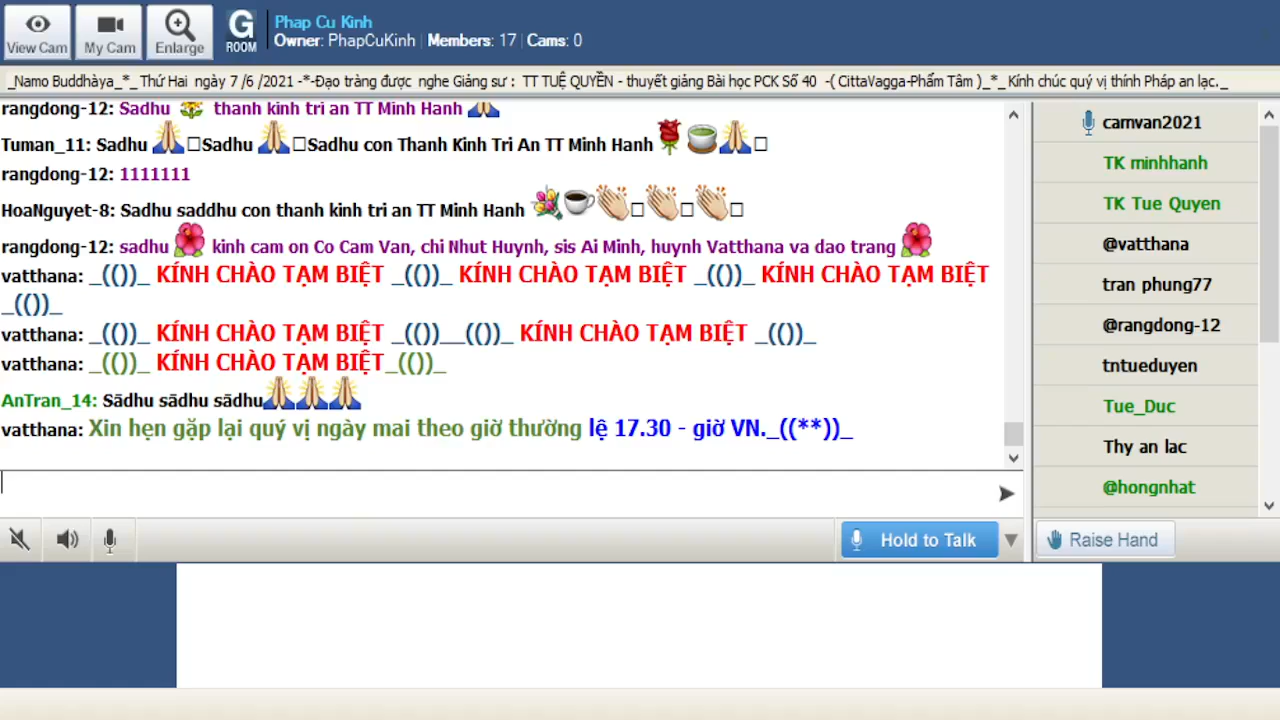 View Cam
My Cam
Enlarge
G
ROOM
Phap Cu Kinh
Owner: PhapCuKinh | Members: 17 | Cams: 0
_Namo Buddhàya_*_ Thứ Hai ngày 7 /6 /2021 -*-Đạo tràng được nghe Giảng sư : TT TUỆ QUYỀN - thuyết giảng Bài học PCK Số 40 -( CittaVagga-Phẩm Tâm )_*_ Kính chúc quý vị thính Pháp an lạc._
rangdong-12: Sadhu thanh kinh tri an TT Minh Hanh
Tuman_11: Sadhu Sadhu Sadhu con Thanh Kinh Tri An TT Minh Hanh
rangdong-12: 1111111
HoaNguyet-8: Sadhu saddhu con thanh kinh tri an TT Minh Hanh
rangdong-12: sadhu kinh cam on Co Cam Van, chi Nhut Huynh, sis Ai Minh, huynh Vatthana va dao trang
vatthana: _(())_ KÍNH CHÀO TẠM BIỆT _(())_ KÍNH CHÀO TẠM BIỆT _(())_ KÍNH CHÀO TẠM BIỆT
_(())_
vatthana: _(())_ KÍNH CHÀO TẠM BIỆT _(())__(())_ KÍNH CHÀO TẠM BIỆT _(())_
vatthana: _(())_ KÍNH CHÀO TẠM BIỆT_(())_
AnTran_14: Sādhu sādhu sādhu
vatthana: Xin hẹn gặp lại quý vị ngày mai theo giờ thường lệ 17.30 - giờ VN._((**))_
camvan2021
TK minhhanh
TK Tue Quyen
@vatthana
tran phung77
@rangdong-12
tntueduyen
Tue_Duc
Thy an lac
@hongnhat
Hold to Talk
Raise Hand